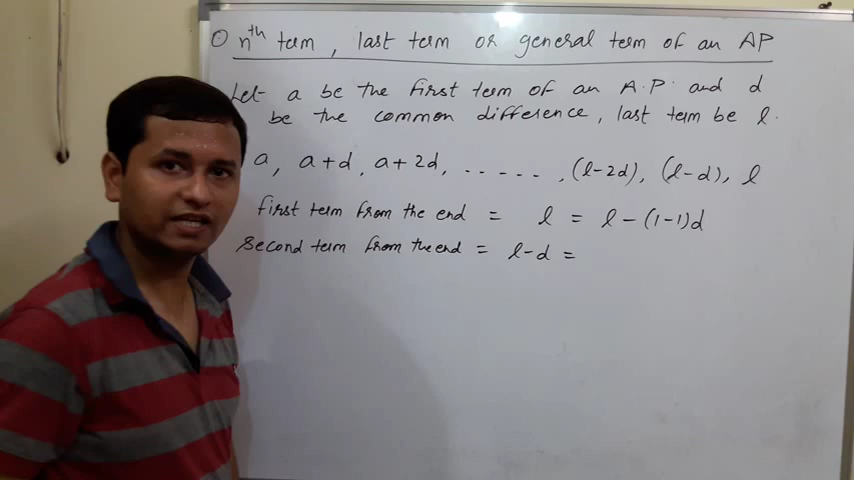 O nth term, last term or general term of an AP
Let a be the first term of an A.P. and d
be the common difference, last term be l.
a, a+d, a+2d, ....., (l-2d), (l-d), l
first term from the end = l = l-(1-1)d
second term from the end = l-d =